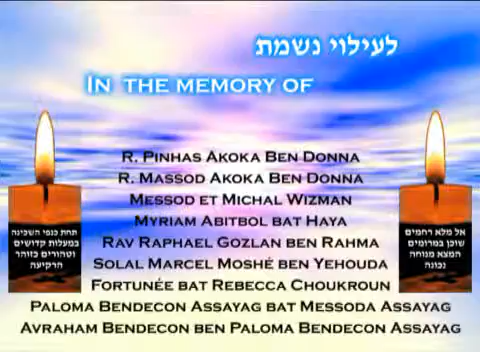 לעילוי נשמת
IN THE MEMORY OF
R. PINHAS AKOKA BEN DONNA
R. MASSOD AKOKA BEN DONNA
MESSOD ET MICHAL WIZMAN
MYRIAM ABITBOL BAT HAYA
RAV RAPHAEL GOZLAN BEN RAHMA
SOLAL MARCEL MOSHÉ BEN YEHOUDA
FORTUNÉE BAT REBECCA CHOUKROUN
PALOMA BENDECON ASSAYAG BAT MESSODA ASSAYAG
AVRAHAM BENDECON BEN PALOMA BENDECON ASSAYAG
אל מלא רחמים
שוכן במרומים
המצא מנוחה
נכונה
תחת כנפי השכינה
במעלות קדושים
וטהורים כזוהר
הרקיעה